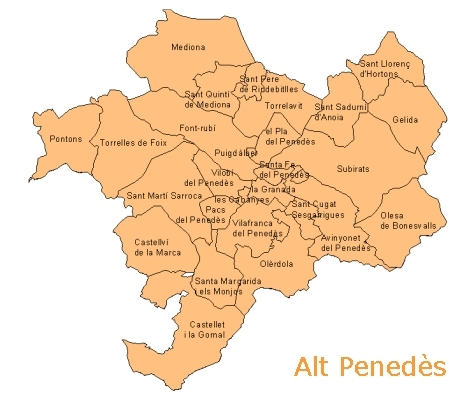 Mediona
Sant Llorenç
d'Hortons
Sant Pere
de Riudebitlles
Sant Quintí
de Mediona
Torrelavit
Sant Sadurní
d'Anoia
Gelida
Font-rubí
el Pla
del Penedès
Pontons
Torrelles de Foix
Puigdàlber
Santa Fe
del Penedès
Subirats
Vilobí
del Penedès
la Granada
Sant Martí Sarroca
les Cabanyes
Sant Cugat
Sesgarrigues
Pacs
del Penedès
Olesa
de Bonesvalls
Vilafranca
del Penedès
Avinyonet
del Penedès
Castellví
de la Marca
Olèrdola
Santa Margarida
i els Monjos
Castellet
i la Gornal
Alt Penedès